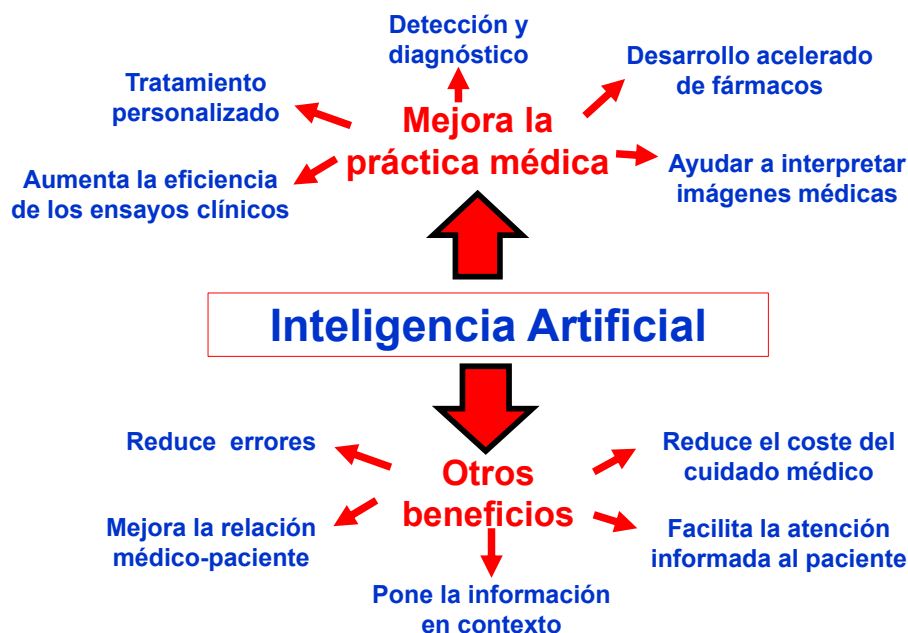 Detección y
diagnóstico
Desarrollo acelerado
de fármacos
Tratamiento
personalizado
Mejora la
práctica médica
Aumenta la eficiencia
de los ensayos clínicos
Ayudar a interpretar
imágenes médicas
Inteligencia Artificial
Reduce errores
Reduce el coste del
cuidado médico
Otros
beneficios
Mejora la relación
médico-paciente
Facilita la atención
informada al paciente
Pone la información
en contexto